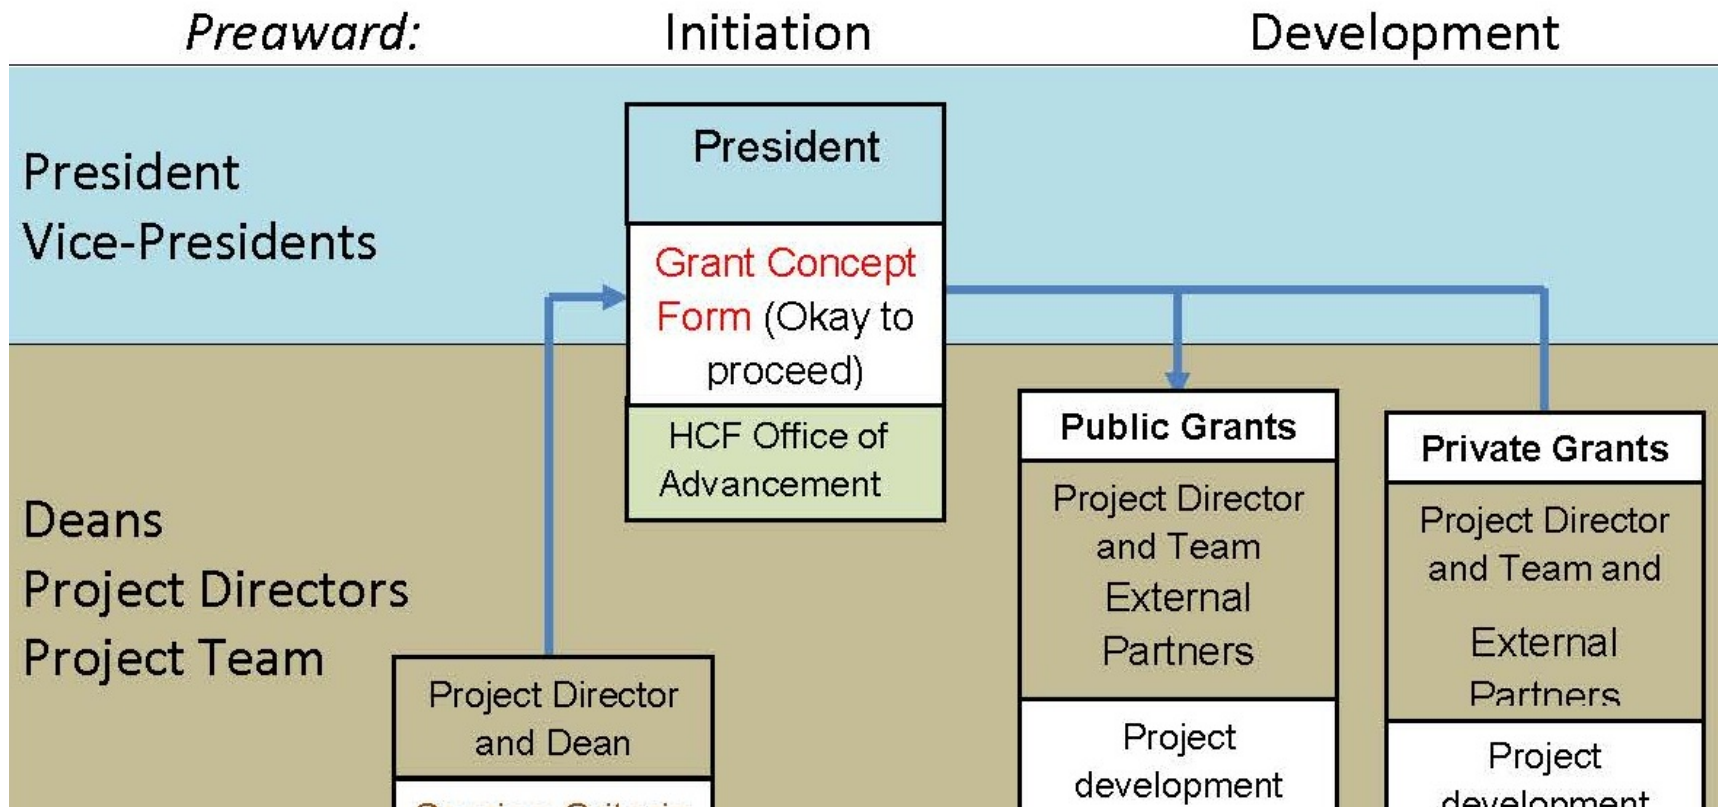 Preaward: Initiation Development
President
Vice-Presidents
President
Grant Concept
Form (Okay to
proceed)
HCF Office of
Advancement
Deans
Project Directors
Project Team
Project Director
and Dean
Public Grants
Project Director
and Team
External
Partners
Project
development
Private Grants
Project Director
and Team and
External
Partners
Project
development